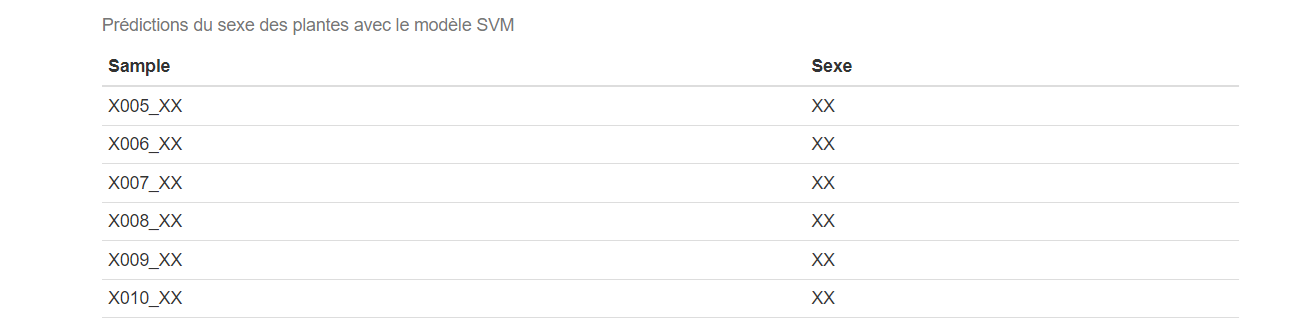 Prédictions du sexe des plantes avec le modèle SVM
Sample Sexe
X005_XX XX
X006_XX XX
X007_XX XX
X008_XX XX
X009_XX XX
X010_XX XX